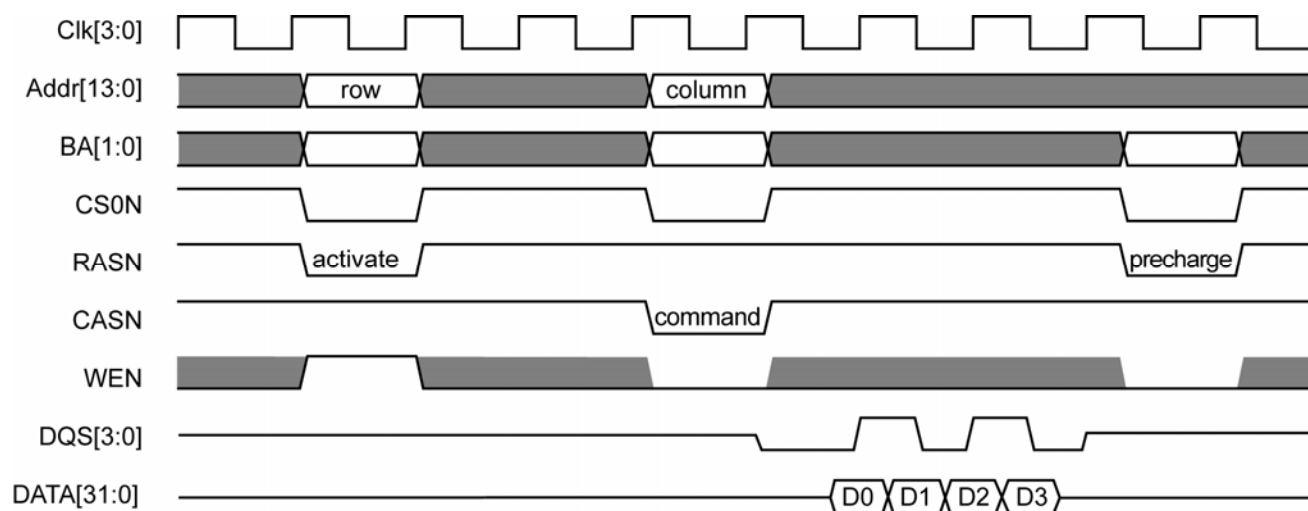 Clk[3:0]
Addr[13:0] row column
BA[1:0]
CS0N
RASN activate precharge
CASN command
WEN
DQS[3:0]
DATA[31:0] D0 D1 D2 D3